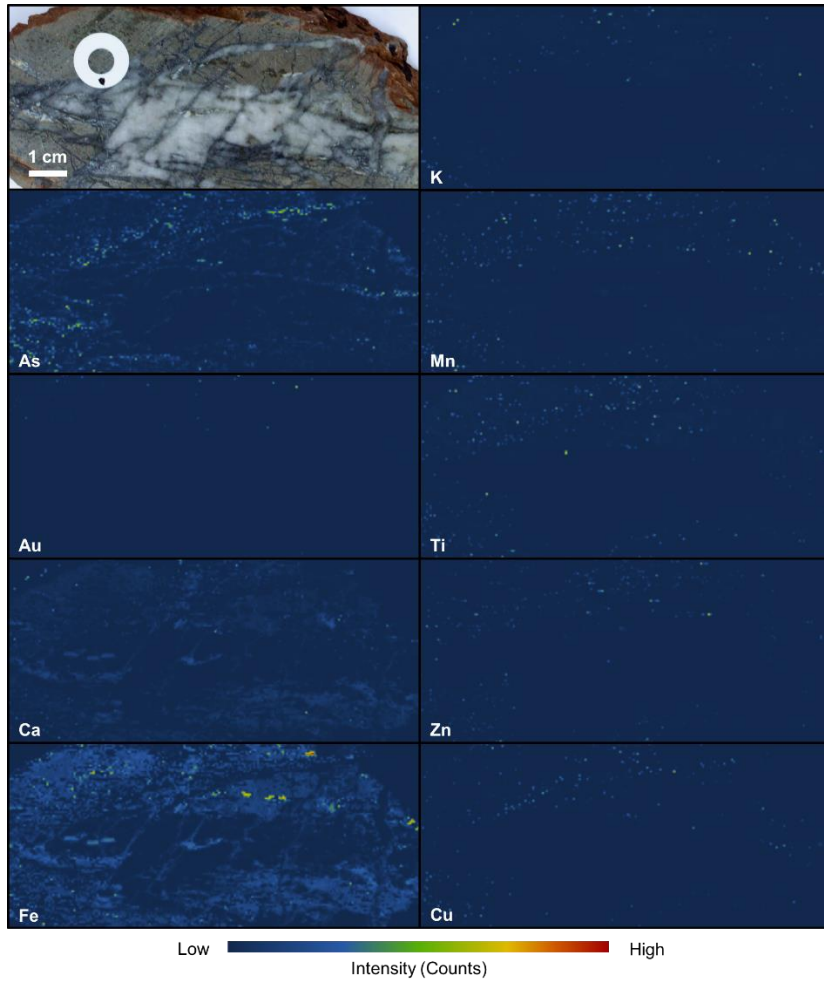 1 cm
K
As
Mn
Au
Ti
Ca
Zn
Fe
Cu
Low
High
Intensity (Counts)